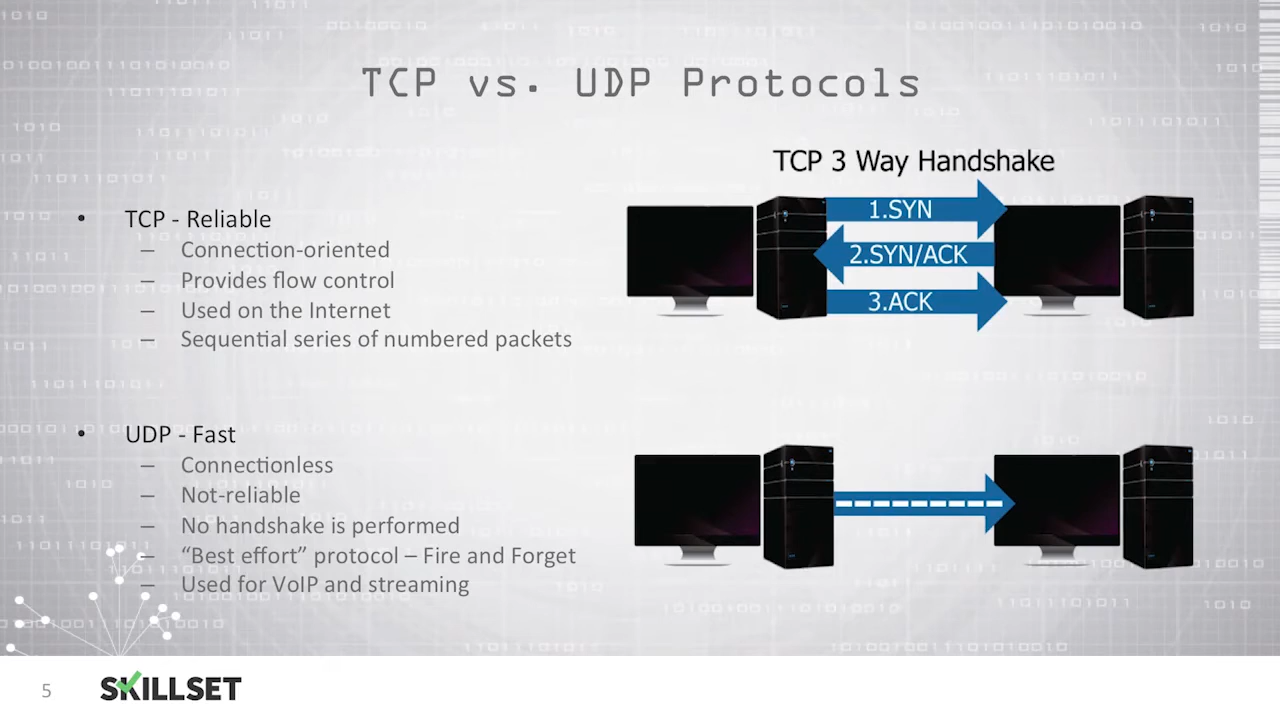 TCP vs. UDP Protocols
TCP 3 Way Handshake
• TCP - Reliable
– Connection-oriented
– Provides flow control
– Used on the Internet
– Sequential series of numbered packets
1.SYN
2.SYN/ACK
3.ACK
• UDP - Fast
– Connectionless
– Not-reliable
– No handshake is performed
– “Best effort” protocol – Fire and Forget
– Used for VoIP and streaming
5
SKILLSET